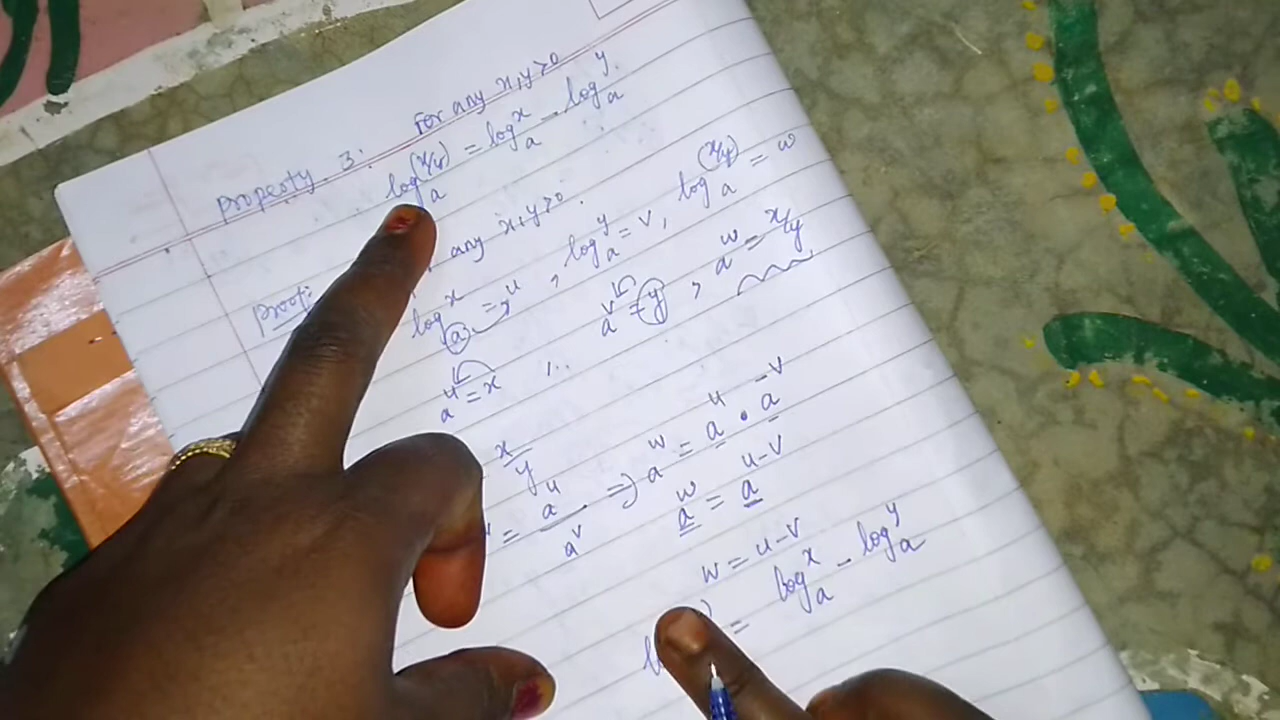 Property 3: For any x,y>0
log_a^(x/y) = log_a^x - log_a^y.
Proof: any x,y>0.
log_a^x = u, log_a^y = v, log_a^(x/y) = w
a^u = x, a^v = y, a^w = x/y
x/y
= a^u/a^v => a^w = a^u . a^-v
a^w = a^u-v
w = u-v
= log_a^x - log_a^y